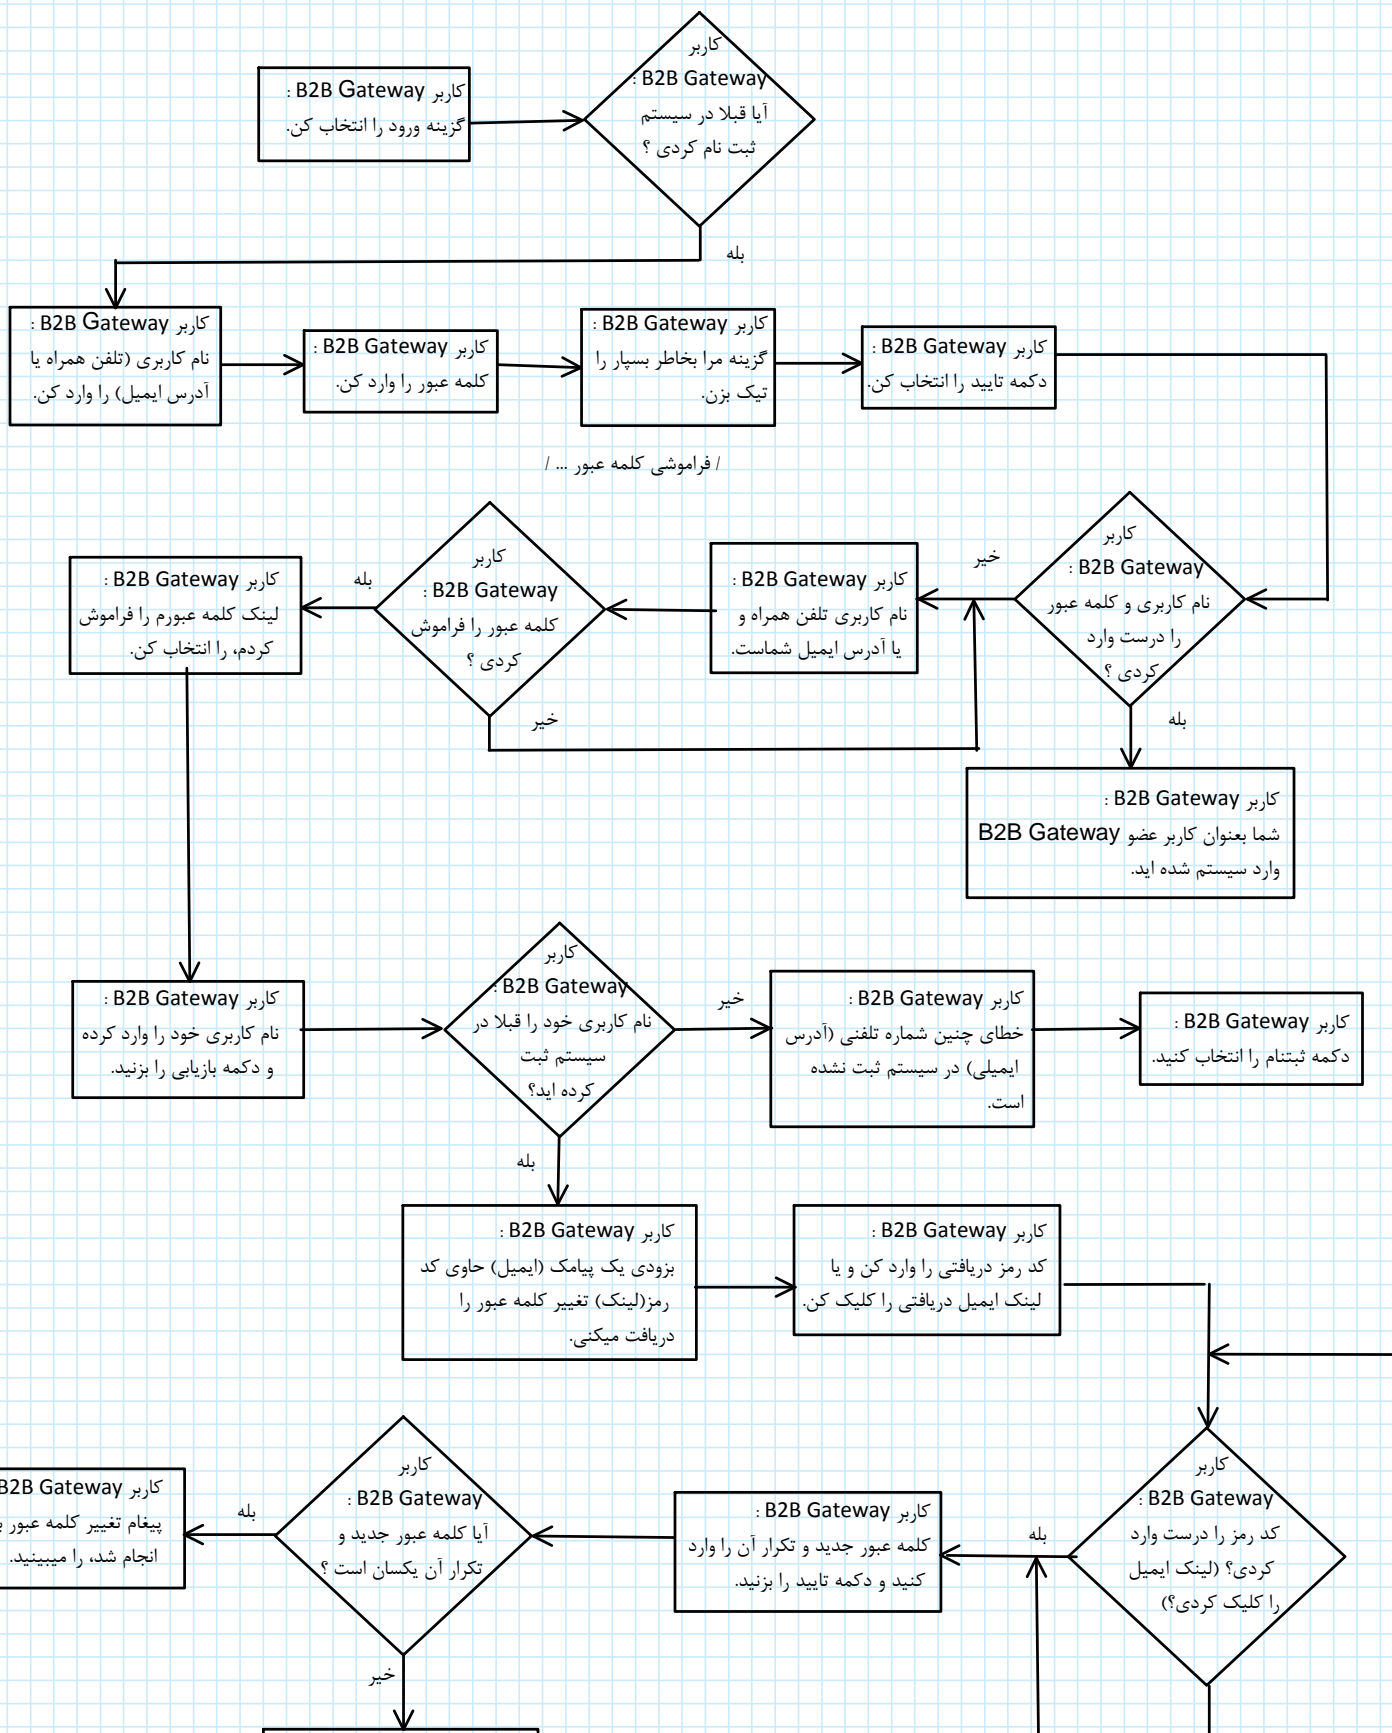 کاربر
B2B Gateway :
آیا قبلا در سیستم
ثبت نام کردی ؟
کاربر B2B Gateway :
گزینه ورود را انتخاب کن.
بله
کاربر B2B Gateway :
نام کاربری (تلفن همراه یا
آدرس ایمیل) را وارد کن.
کاربر B2B Gateway :
کلمه عبور را وارد کن.
کاربر B2B Gateway :
گزینه مرا بخاطر بسپار را
تیک بزن.
کاربر B2B Gateway :
دکمه تایید را انتخاب کن.
/ فراموشی کلمه عبور ... /
کاربر
B2B Gateway :
نام کاربری و کلمه عبور
را درست وارد
کردی ؟
خیر
کاربر B2B Gateway :
نام کاربری تلفن همراه و
یا آدرس ایمیل شماست.
کاربر
B2B Gateway :
کلمه عبور را فراموش
کردی ؟
بله
کاربر B2B Gateway :
لینک کلمه عبورم را فراموش
کردم، را انتخاب کن.
خیر
بله
کاربر B2B Gateway :
شما بعنوان کاربر عضو B2B Gateway
وارد سیستم شده اید.
کاربر B2B Gateway :
نام کاربری خود را وارد کرده
و دکمه بازیابی را بزنید.
کاربر
B2B Gateway :
نام کاربری خود را قبلا در
سیستم ثبت
کرده اید؟
خیر
کاربر B2B Gateway :
خطای چنین شماره تلفنی (آدرس
ایمیلی) در سیستم ثبت نشده
است.
کاربر B2B Gateway :
دکمه ثبتنام را انتخاب کنید.
بله
کاربر B2B Gateway :
بزودی یک پیامک (ایمیل) حاوی کد
رمز(لینک) تغییر کلمه عبور را
دریافت میکنی.
کاربر B2B Gateway :
کد رمز دریافتی را وارد کن و یا
لینک ایمیل دریافتی را کلیک کن.
کاربر
B2B Gateway :
کد رمز را درست وارد
کردی؟ (لینک ایمیل
را کلیک کردی؟)
بله
کاربر B2B Gateway :
کلمه عبور جدید و تکرار آن را وارد
کنید و دکمه تایید را بزنید.
کاربر
B2B Gateway :
آیا کلمه عبور جدید و
تکرار آن یکسان است ؟
بله
کاربر B2B Gateway
پیغام تغییر کلمه عبور
انجام شد، را میبینید.
خیر